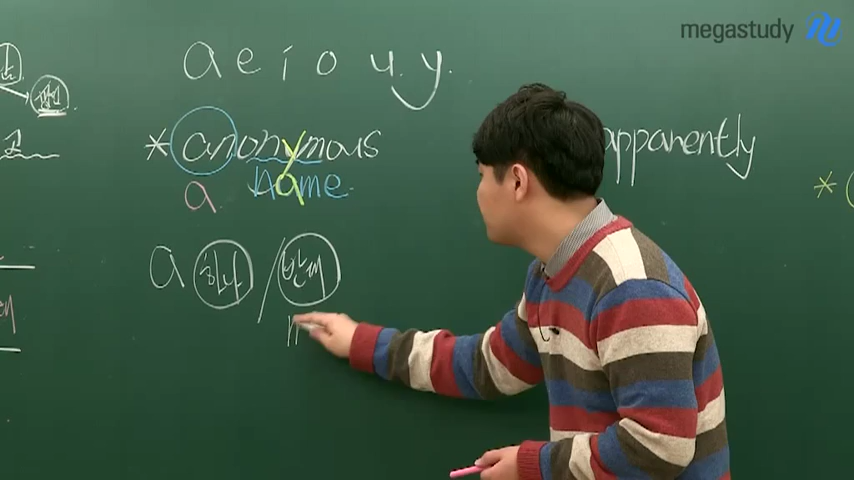 megastudy
a e i o u. y.
*anonymous
a name
apparently
a 하나 / 반대
n